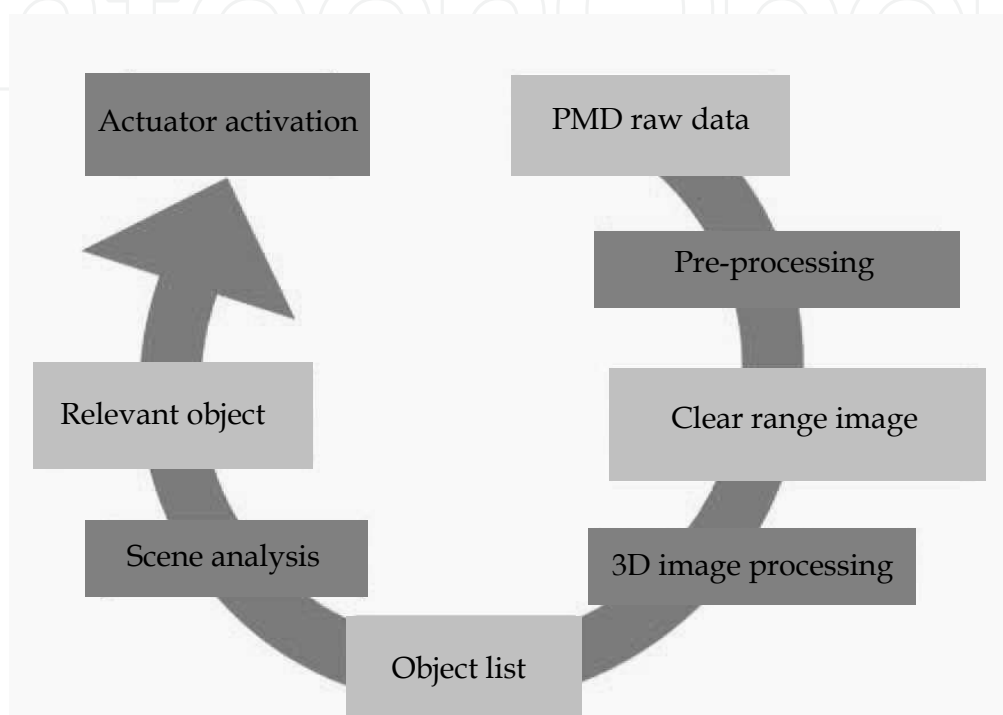 Actuator activation
PMD raw data
Pre-processing
Clear range image
3D image processing
Object list
Scene analysis
Relevant object